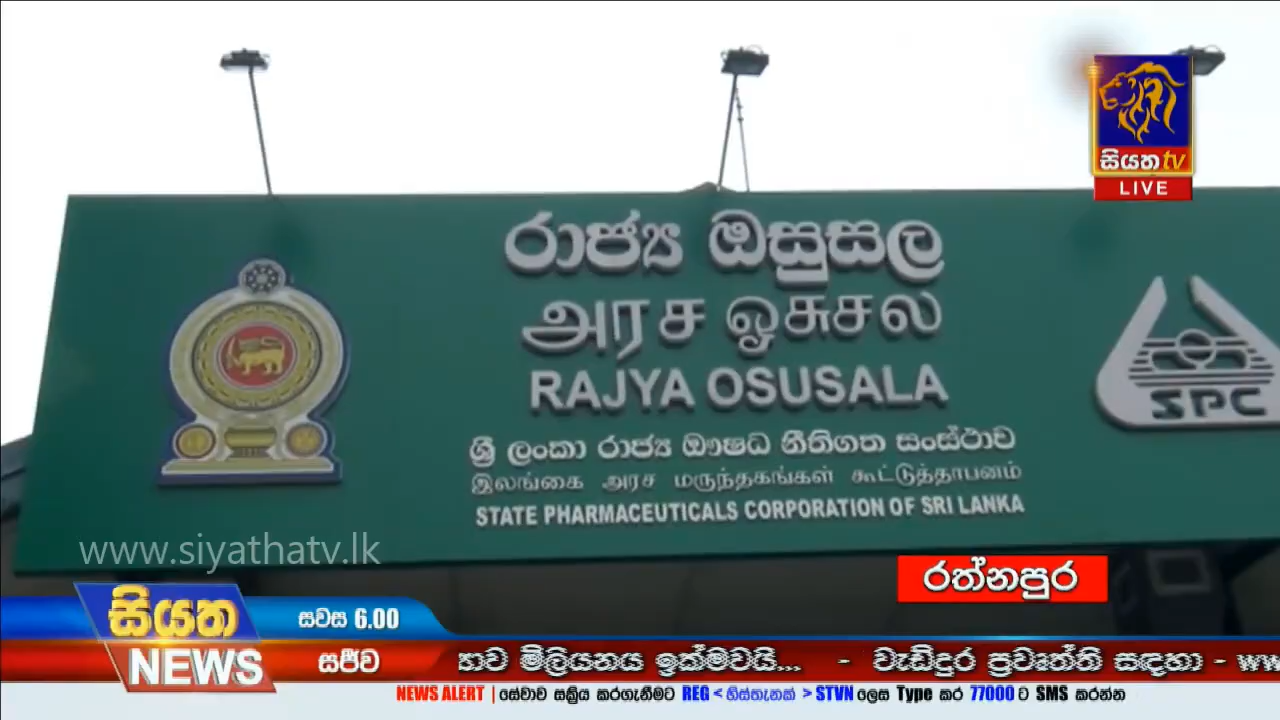 සියත tv
LIVE
රාජ්‍ය ඔසුසල
அரச ஒசுசல
RAJYA OSUSALA
ශ්‍රී ලංකා රාජ්‍ය ඖෂධ නීතිගත සංස්ථාව
இலங்கை அரச மருந்தகங்கள் கூட்டுத்தாபனம்
STATE PHARMACEUTICALS CORPORATION OF SRI LANKA
SPC
www.siyathatv.lk
රත්නපුර
සියත
NEWS
සවස 6.00
සජීව
මිලියනය ඉක්මවයි... - වැඩිදුර ප්‍රවෘත්ති සඳහා - ww
NEWS ALERT | සේවාව සක්‍රිය කරගැනීමට REG < හිස්තැනක් > STVN ලෙස Type කර 77000 ට SMS කරන්න